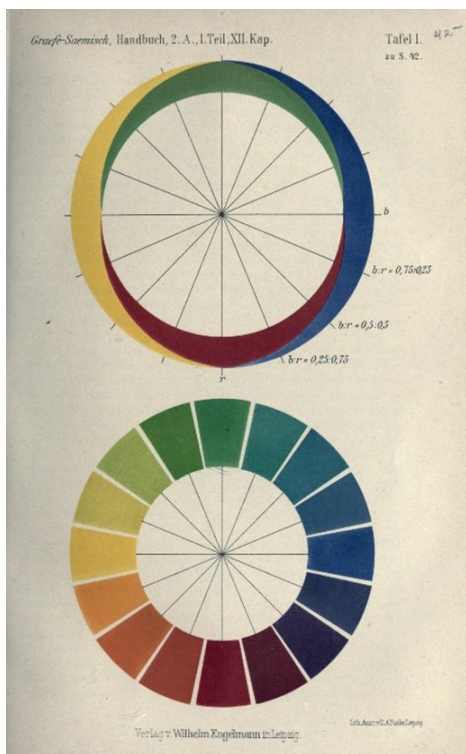 Graefe-Saemisch, Handbuch, 2. A., I. Teil, XII. Kap.
Tafel 1.
zu S. 42.
b
b:r = 0,75:0,25
b:r = 0,5:0,5
b:r = 0,25:0,75
r
Verlag v. Wilhelm Engelmann in Leipzig.